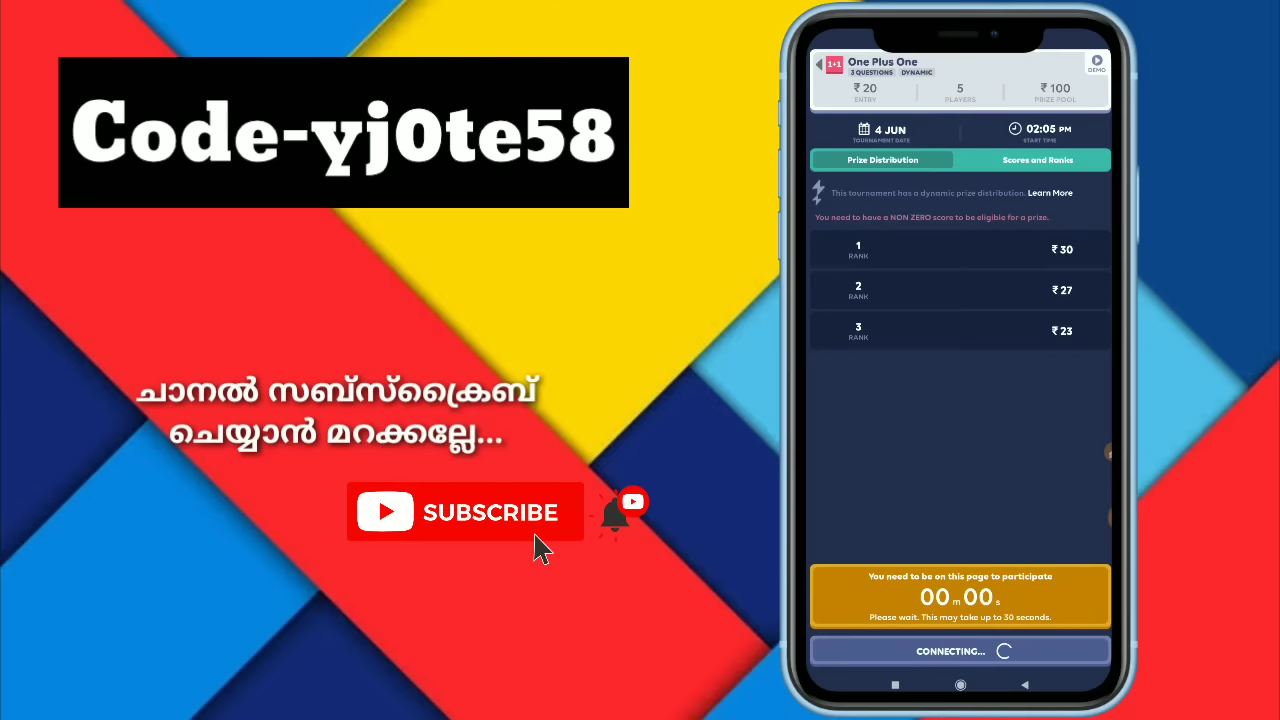 Code-yj0te58
ചാനൽ സബ്സ്ക്രൈബ്
ചെയ്യാൻ മറക്കല്ലേ...
SUBSCRIBE
1+1 One Plus One
3 QUESTIONS DYNAMIC
DEMO
₹ 20 5 ₹ 100
ENTRY PLAYERS PRIZE POOL
4 JUN 02:05 PM
TOURNAMENT DATE START TIME
Prize Distribution Scores and Ranks
This tournament has a dynamic prize distribution. Learn More
You need to have a NON ZERO score to be eligible for a prize.
1 ₹ 30
RANK
2 ₹ 27
RANK
3 ₹ 23
RANK
You need to be on this page to participate
00 m 00 s
Please wait. This may take up to 30 seconds.
CONNECTING...